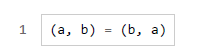 1 (a, b) = (b, a)